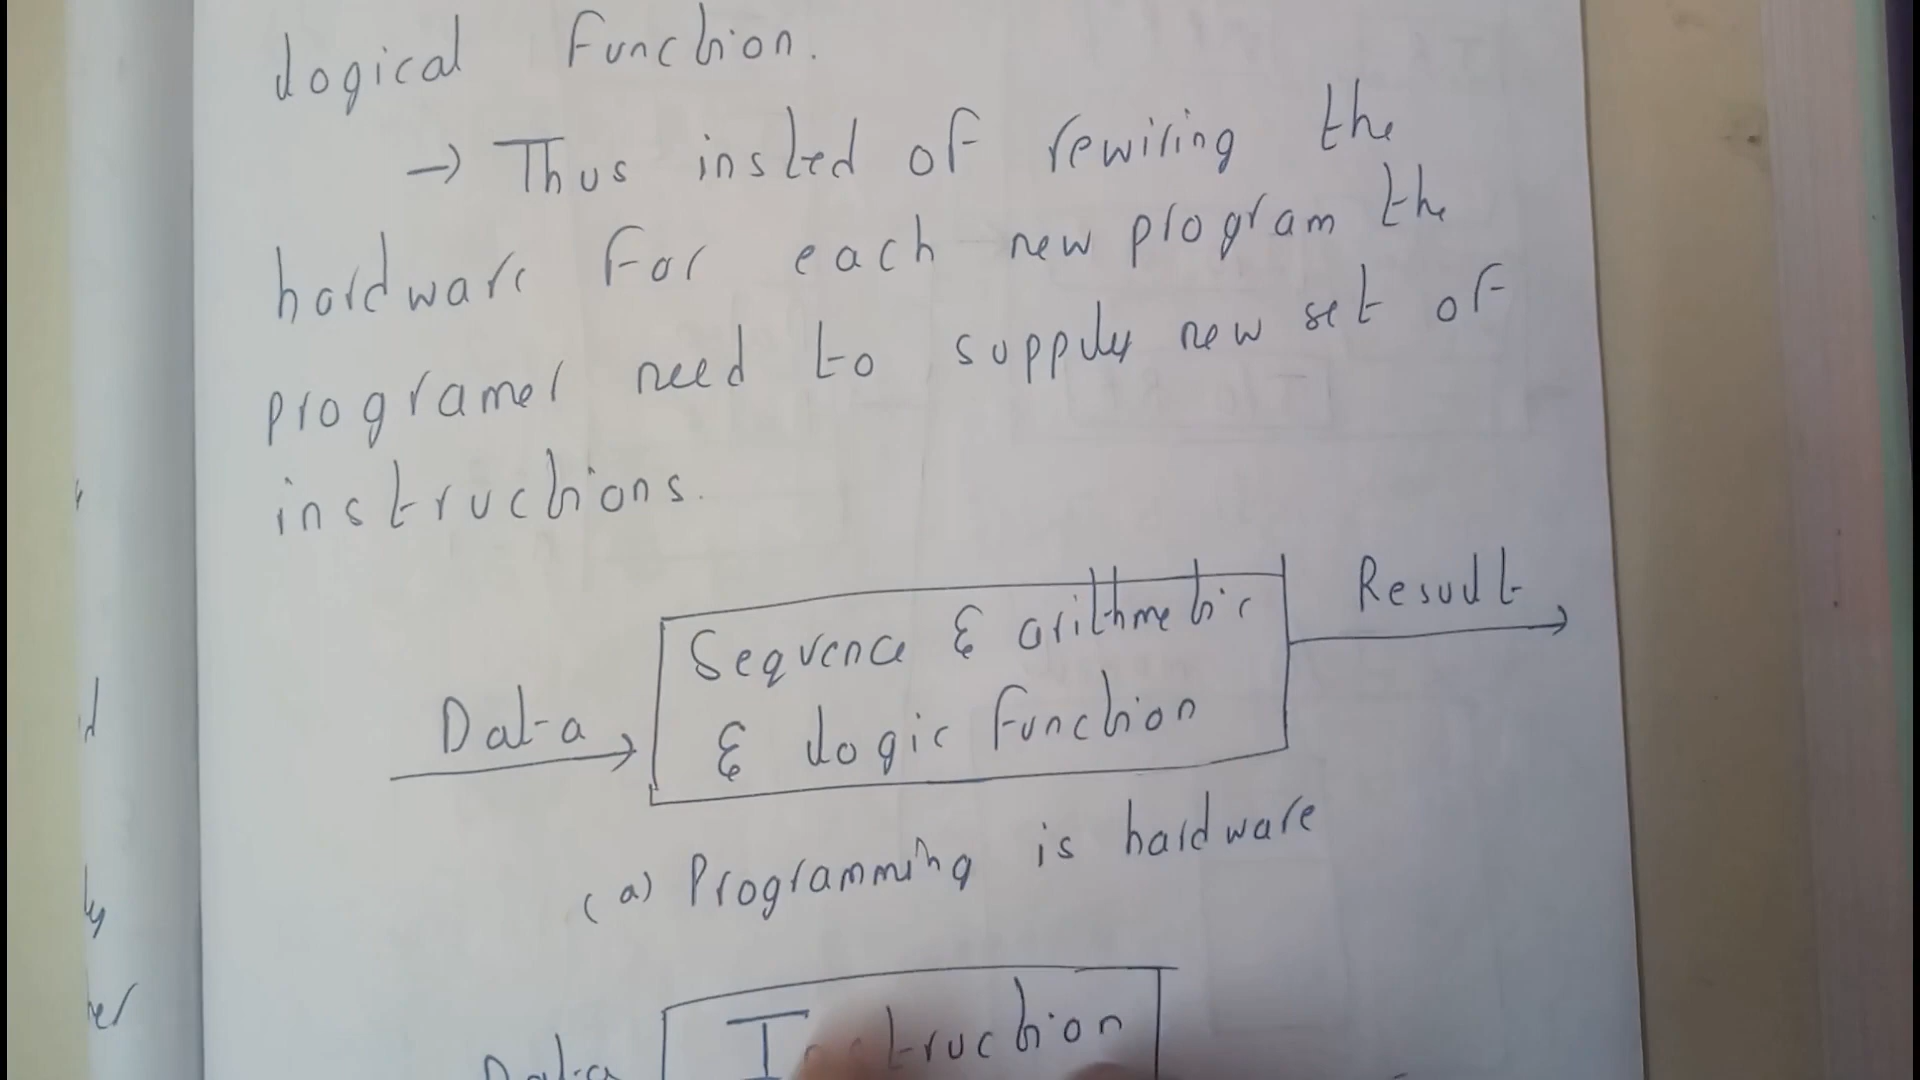 logical function.
→ Thus insted of rewiring the
hardware for each new program the
programer need to supply new set of
instructions.
Result
Sequence & arithmetic
Data
& logic function
(a) Programming is hardware
Data